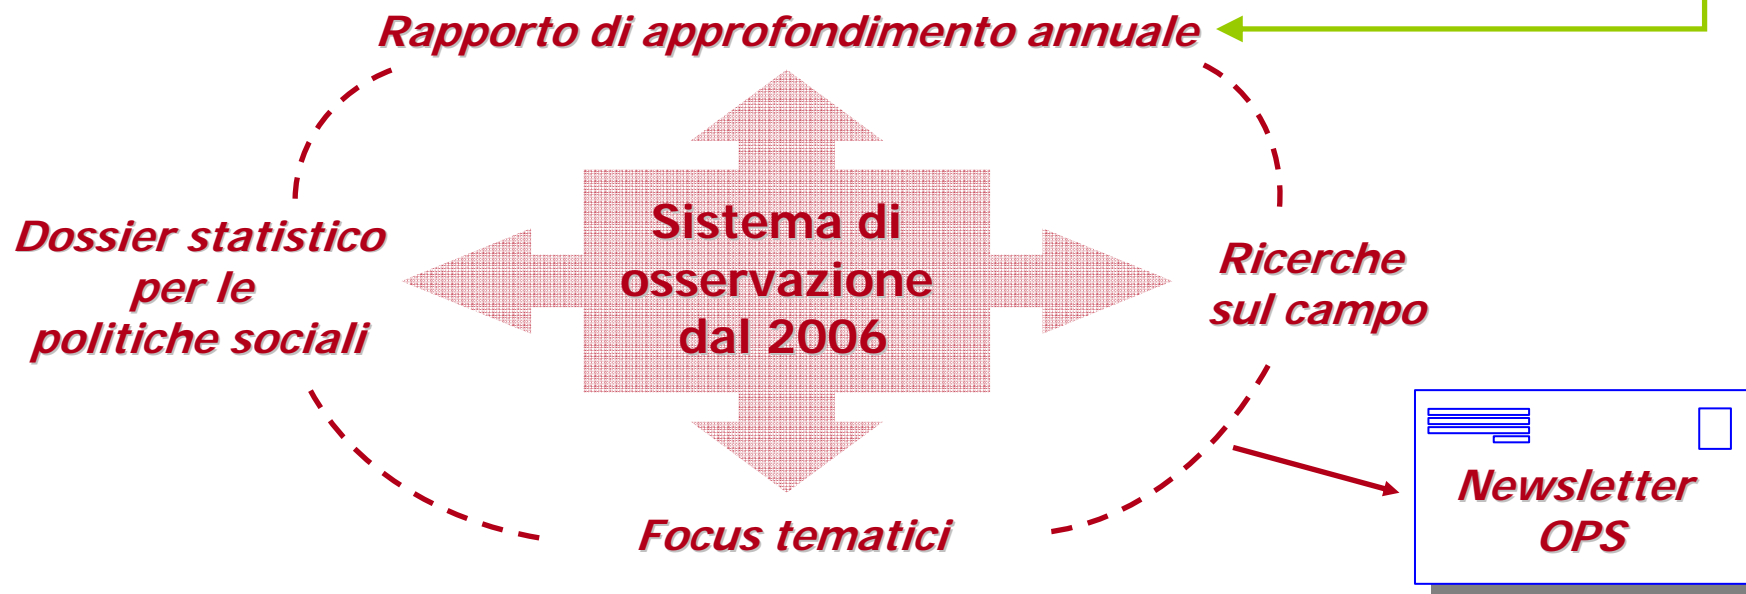 Rapporto di approfondimento annuale
Dossier statistico
per le
politiche sociali
Sistema di
osservazione
dal 2006
Ricerche
sul campo
Focus tematici
Newsletter
OPS